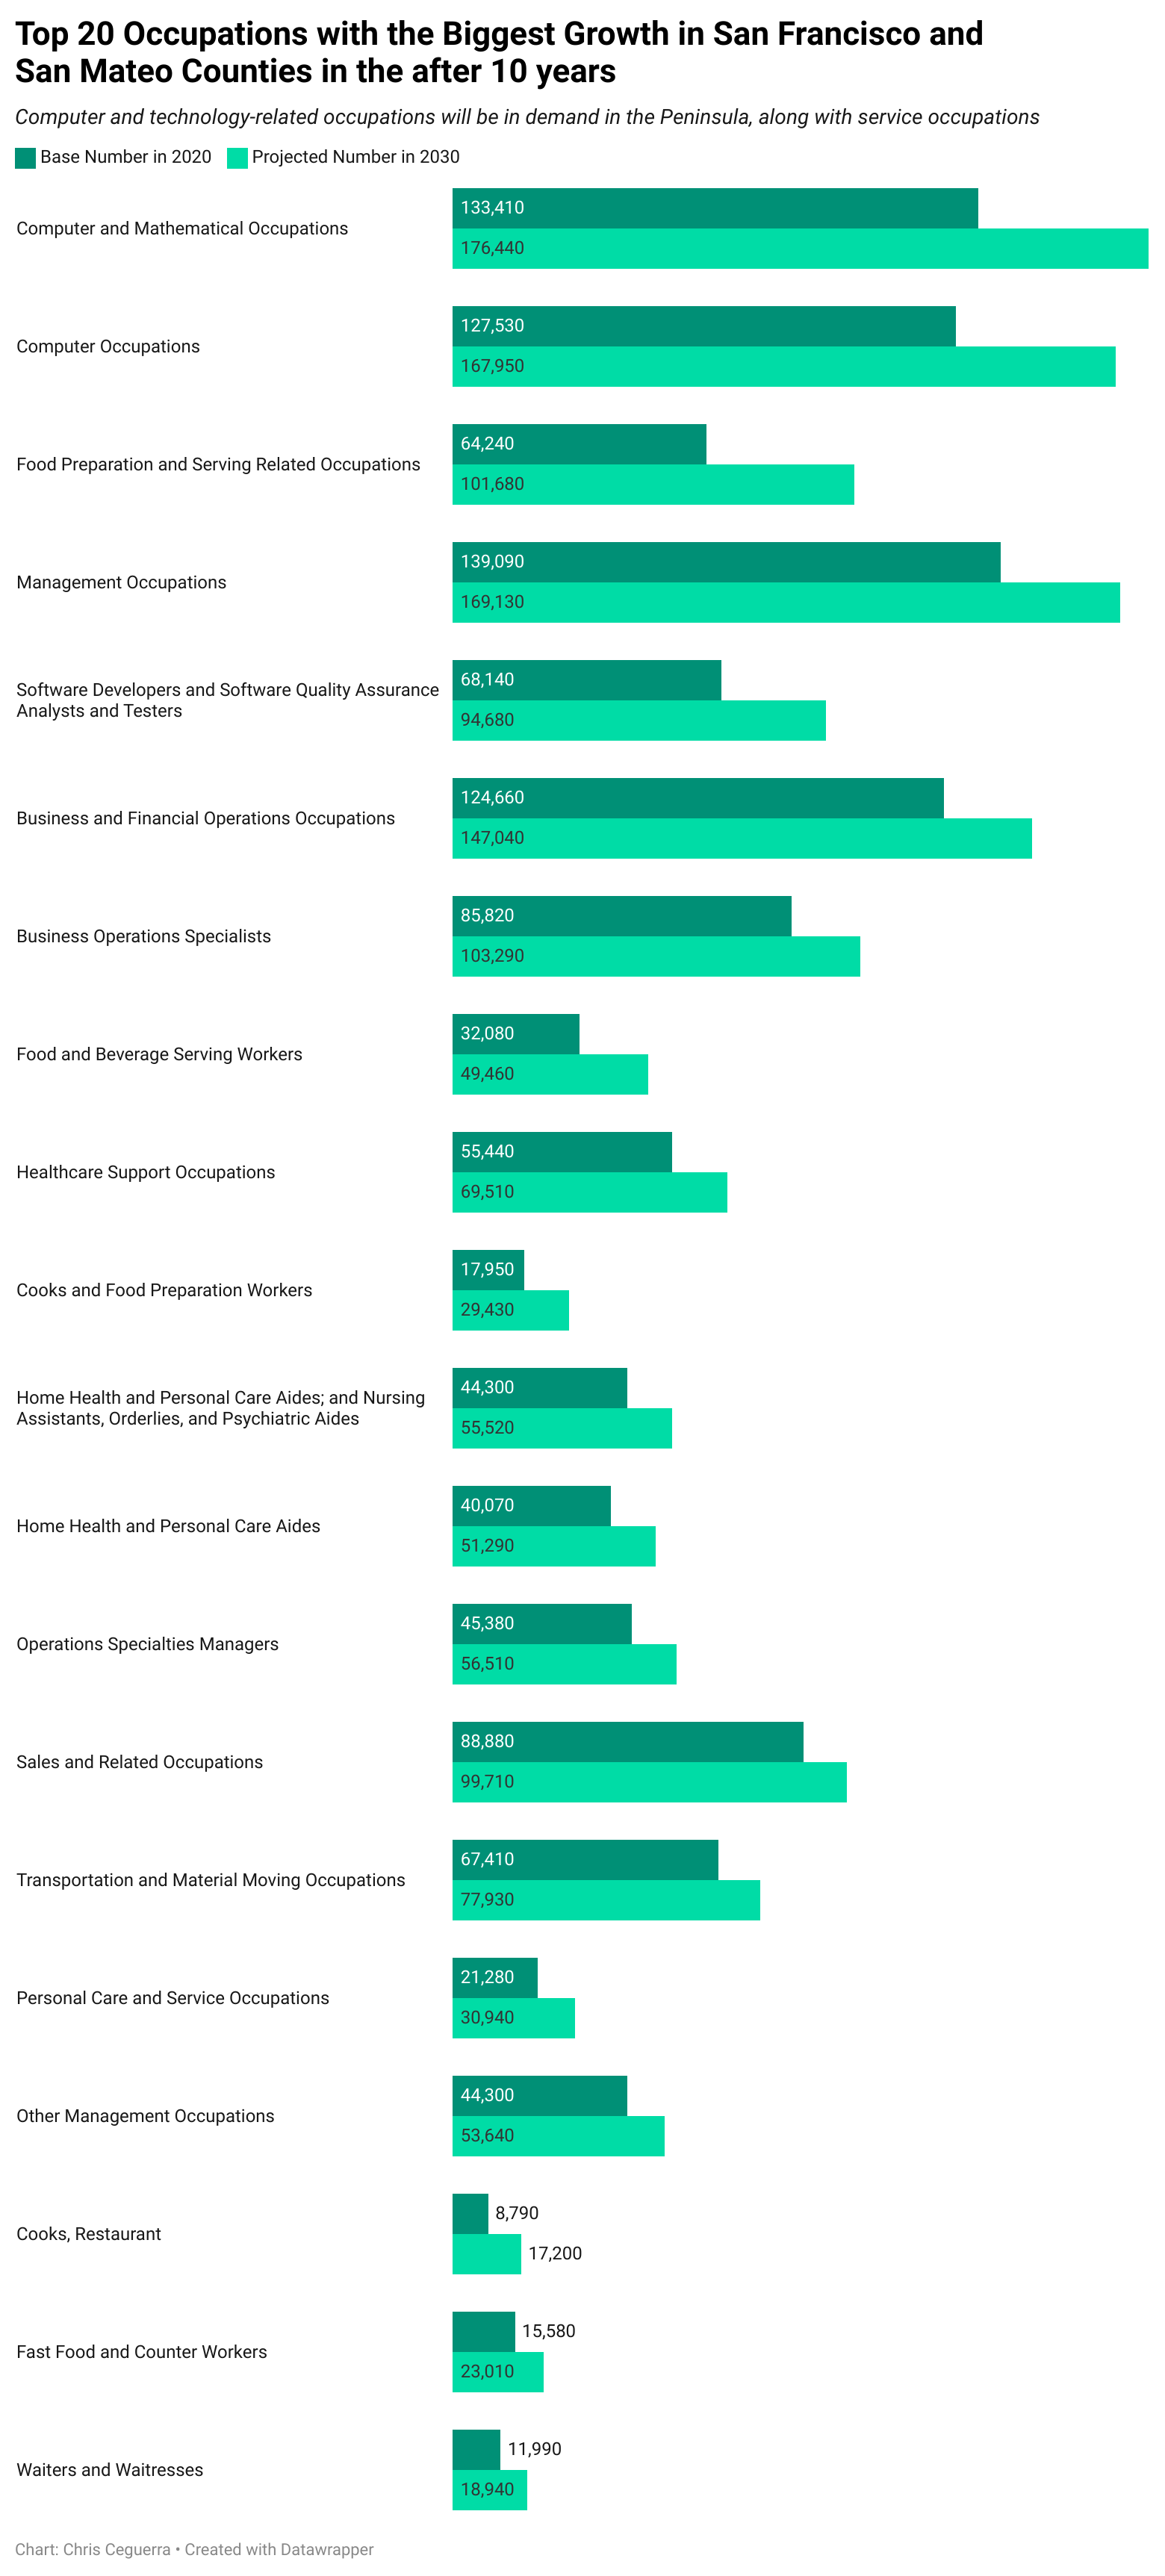 Top 20 Occupations with the Biggest Growth in San Francisco and
San Mateo Counties in the after 10 years
Computer and technology-related occupations will be in demand in the Peninsula, along with service occupations
Base Number in 2020 Projected Number in 2030
Computer and Mathematical Occupations
133,410
176,440
Computer Occupations
127,530
167,950
Food Preparation and Serving Related Occupations
64,240
101,680
Management Occupations
139,090
169,130
Software Developers and Software Quality Assurance
Analysts and Testers
68,140
94,680
Business and Financial Operations Occupations
124,660
147,040
Business Operations Specialists
85,820
103,290
Food and Beverage Serving Workers
32,080
49,460
Healthcare Support Occupations
55,440
69,510
Cooks and Food Preparation Workers
17,950
29,430
Home Health and Personal Care Aides; and Nursing
Assistants, Orderlies, and Psychiatric Aides
44,300
55,520
Home Health and Personal Care Aides
40,070
51,290
Operations Specialties Managers
45,380
56,510
Sales and Related Occupations
88,880
99,710
Transportation and Material Moving Occupations
67,410
77,930
Personal Care and Service Occupations
21,280
30,940
Other Management Occupations
44,300
53,640
Cooks, Restaurant
8,790
17,200
Fast Food and Counter Workers
15,580
23,010
Waiters and Waitresses
11,990
18,940
Chart: Chris Ceguerra • Created with Datawrapper